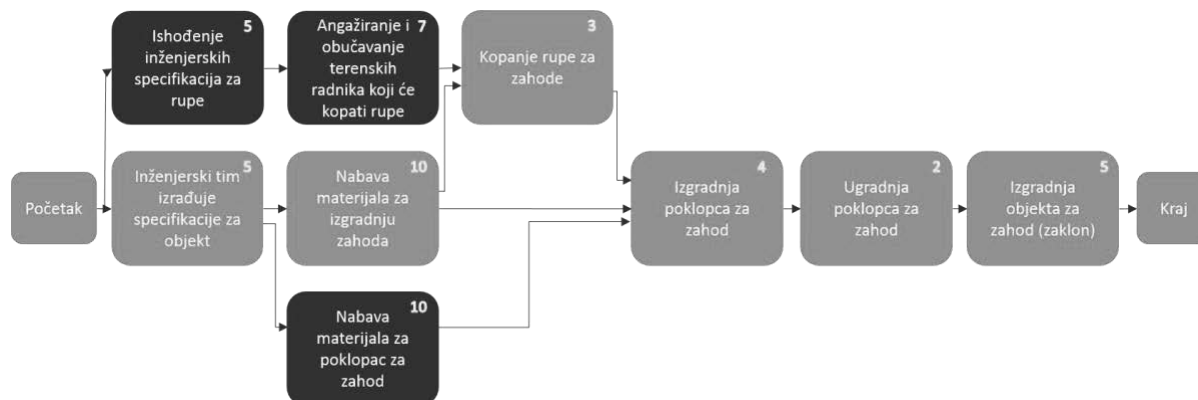 Ishođenje
inženjerskih
specifikacija za
rupe
5
Angažiranje i
obučavanje
terenskih
radnika koji će
kopati rupe
7
Kopanje rupe za
zahode
3
Početak
Inženjerski tim
izrađuje
specifikacije za
objekt
5
Nabava
materijala za
izgradnju
zahoda
10
Nabava
materijala za
poklopac za
zahod
10
Izgradnja
poklopca za
zahod
4
Ugradnja
poklopca za
zahod
2
Izgradnja
objekta za
zahod (zaklon)
5
Kraj